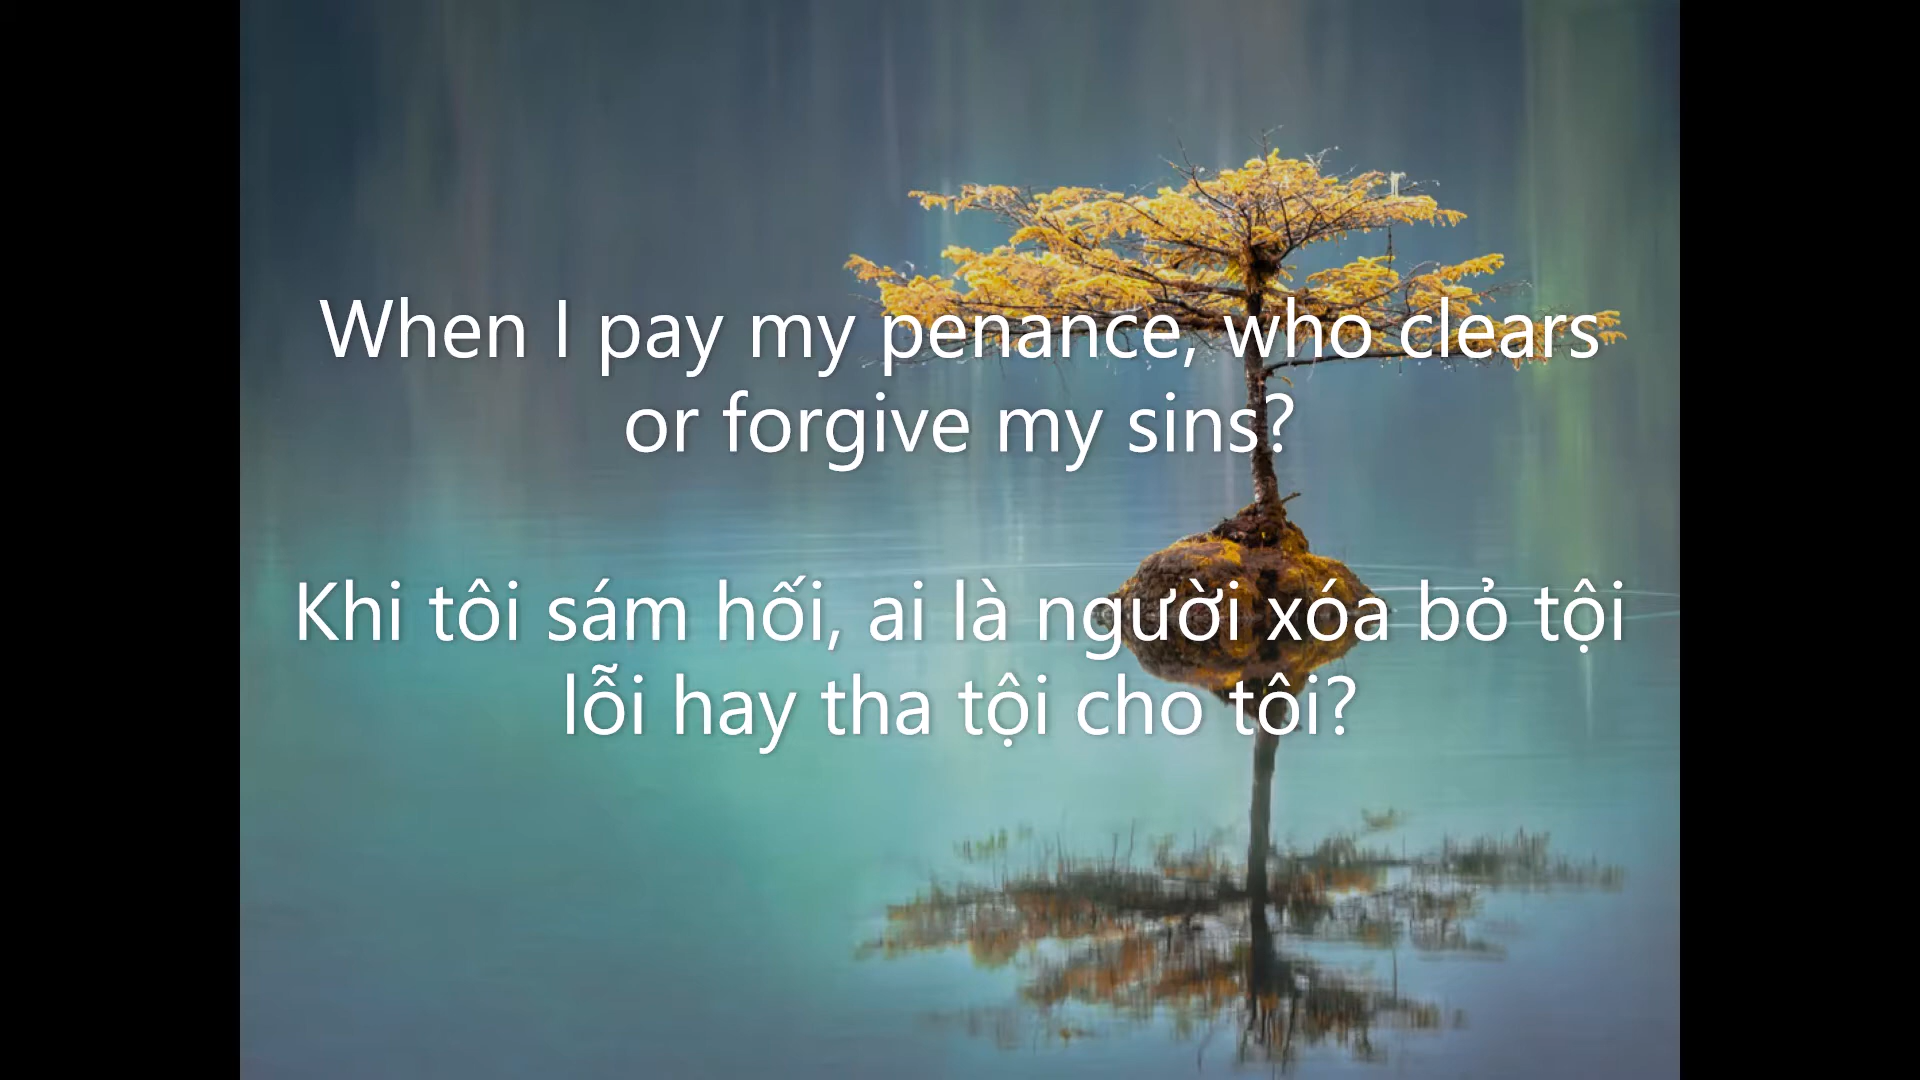 When I pay my penance, who clears
or forgive my sins?
Khi tôi sám hối, ai là người xóa bỏ tội
lỗi hay tha tội cho tôi?